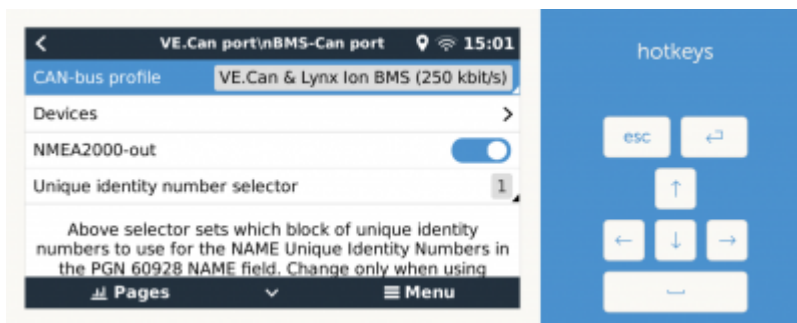 VE.Can port\nBMS-Can port 15:01
CAN-bus profile VE.Can & Lynx Ion BMS (250 kbit/s)
Devices
NMEA2000-out
Unique identity number selector 1
Above selector sets which block of unique identity
numbers to use for the NAME Unique Identity Numbers in
the PGN 60928 NAME field. Change only when using
Pages Menu
hotkeys
esc